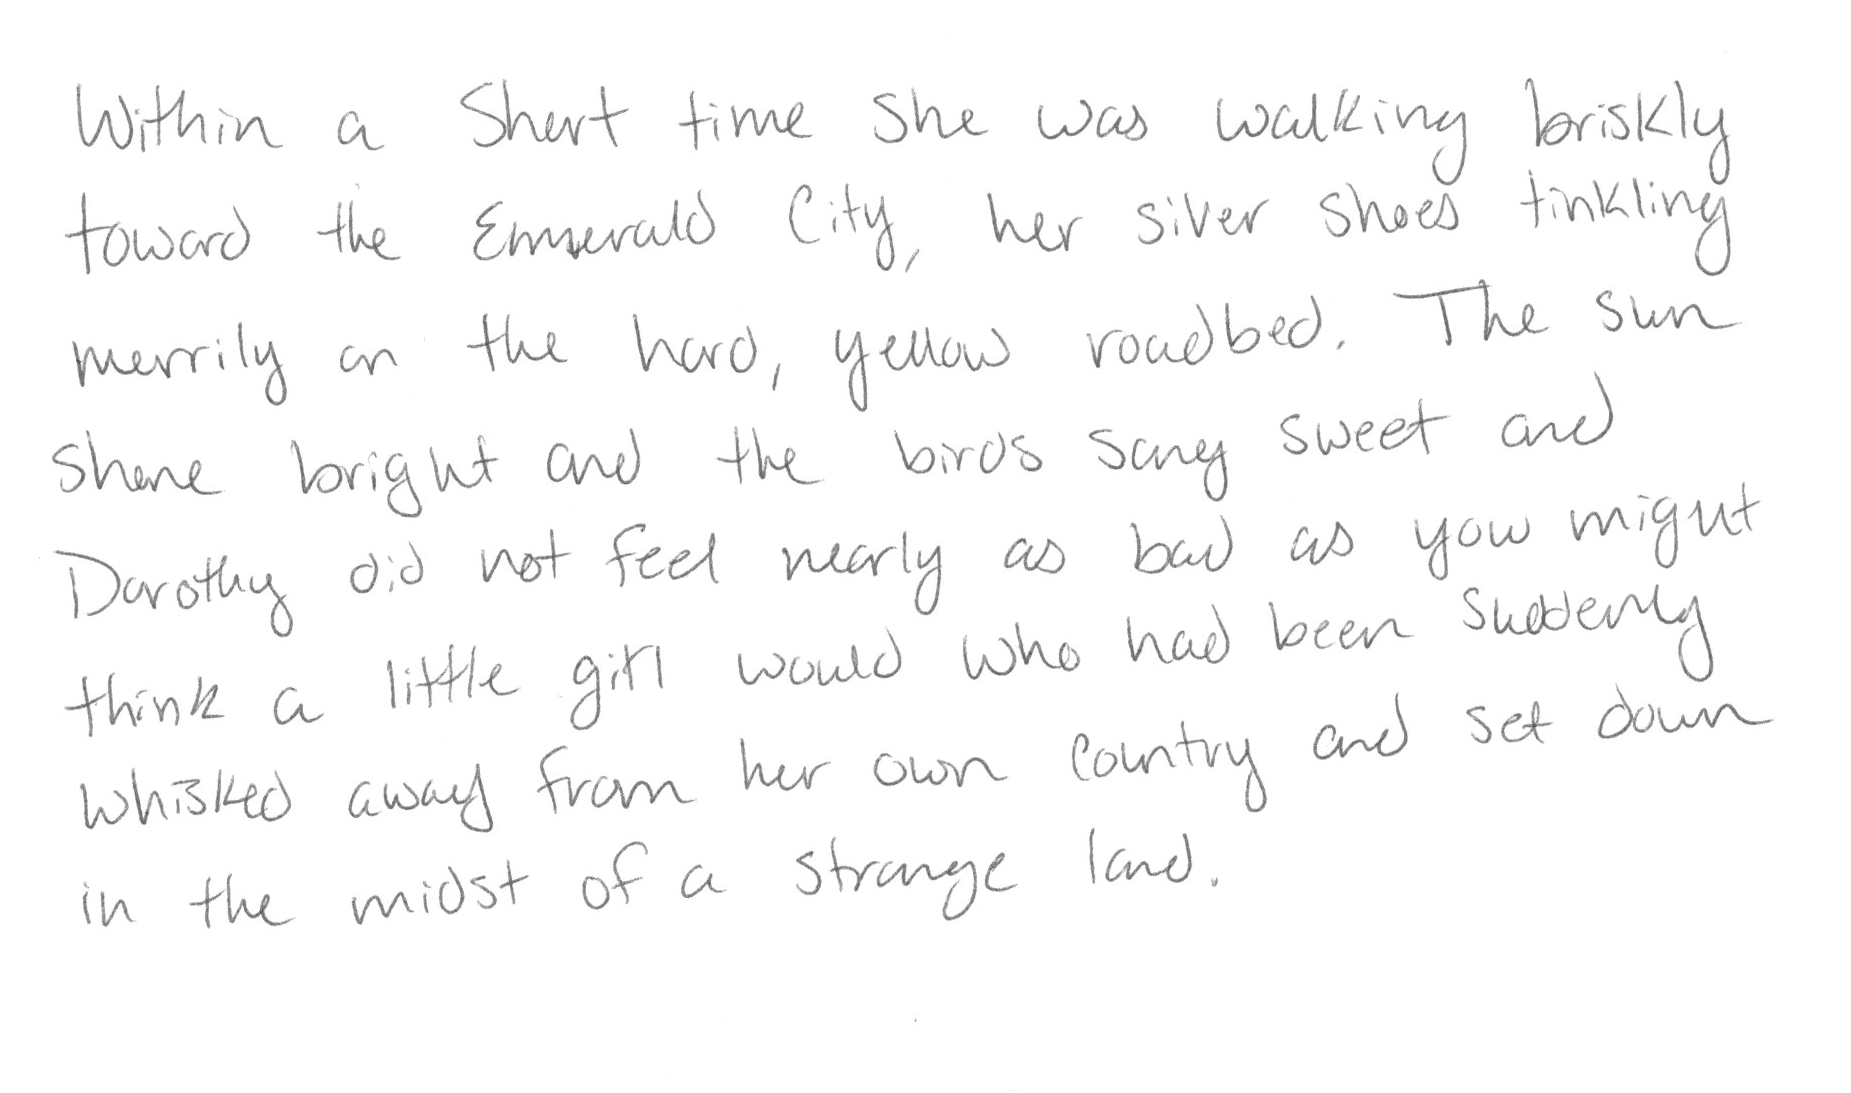 Within a Short time She was walking briskly
toward the Emerald City, her silver shoes tinkling
merrily on the hard, yellow roadbed. The sun
shone bright and the birds sang sweet and
Dorothy did not feel nearly as bad as you might
think a little girl would who had been suddenly
whisked away from her own country and set down
in the midst of a strange land.